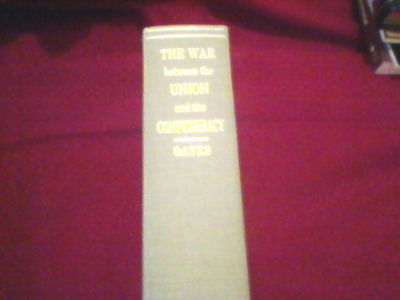 THE WAR
between the
UNION
and the
CONFEDERACY
OATES